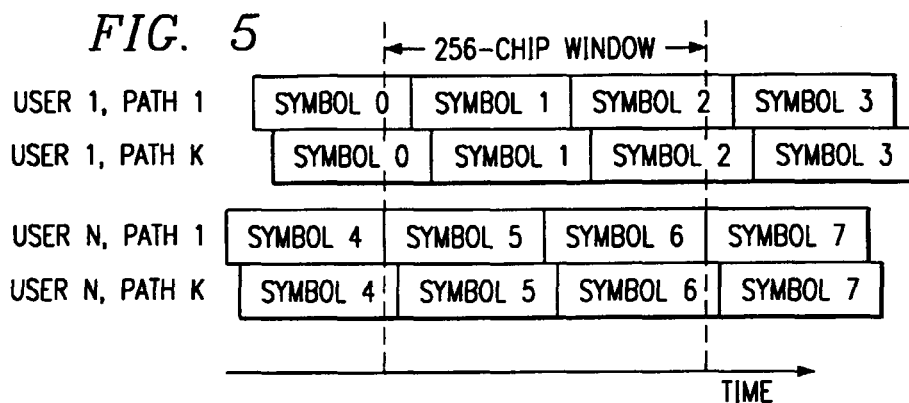 FIG. 5
256-CHIP WINDOW
USER 1, PATH 1 SYMBOL 0 SYMBOL 1 SYMBOL 2 SYMBOL 3
USER 1, PATH K SYMBOL 0 SYMBOL 1 SYMBOL 2 SYMBOL 3
USER N, PATH 1 SYMBOL 4 SYMBOL 5 SYMBOL 6 SYMBOL 7
USER N, PATH K SYMBOL 4 SYMBOL 5 SYMBOL 6 SYMBOL 7
TIME